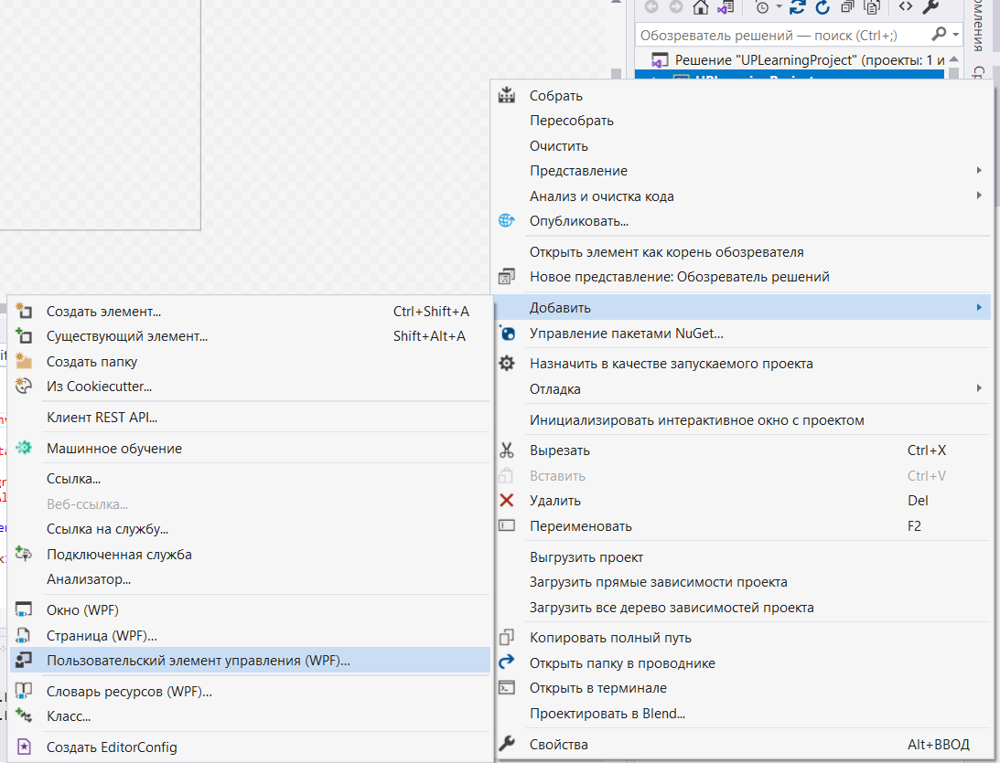 Обозреватель решений — поиск (Ctrl+;)
Решение "UPLearningProject" (проекты: 1 и
Собрать
Пересобрать
Очистить
Представление
Анализ и очистка кода
Опубликовать...
Открыть элемент как корень обозревателя
Новое представление: Обозреватель решений
Добавить
Управление пакетами NuGet...
Назначить в качестве запускаемого проекта
Отладка
Инициализировать интерактивное окно с проектом
Вырезать Ctrl+X
Вставить Ctrl+V
Удалить Del
Переименовать F2
Выгрузить проект
Загрузить прямые зависимости проекта
Загрузить все дерево зависимостей проекта
Копировать полный путь
Открыть папку в проводнике
Открыть в терминале
Проектировать в Blend...
Свойства Alt+ВВОД
Создать элемент... Ctrl+Shift+A
Существующий элемент... Shift+Alt+A
Создать папку
Из Cookiecutter...
Клиент REST API...
Машинное обучение
Ссылка...
Веб-ссылка...
Ссылка на службу...
Подключенная служба
Анализатор...
Окно (WPF)
Страница (WPF)...
Пользовательский элемент управления (WPF)...
Словарь ресурсов (WPF)...
Класс...
Создать EditorConfig